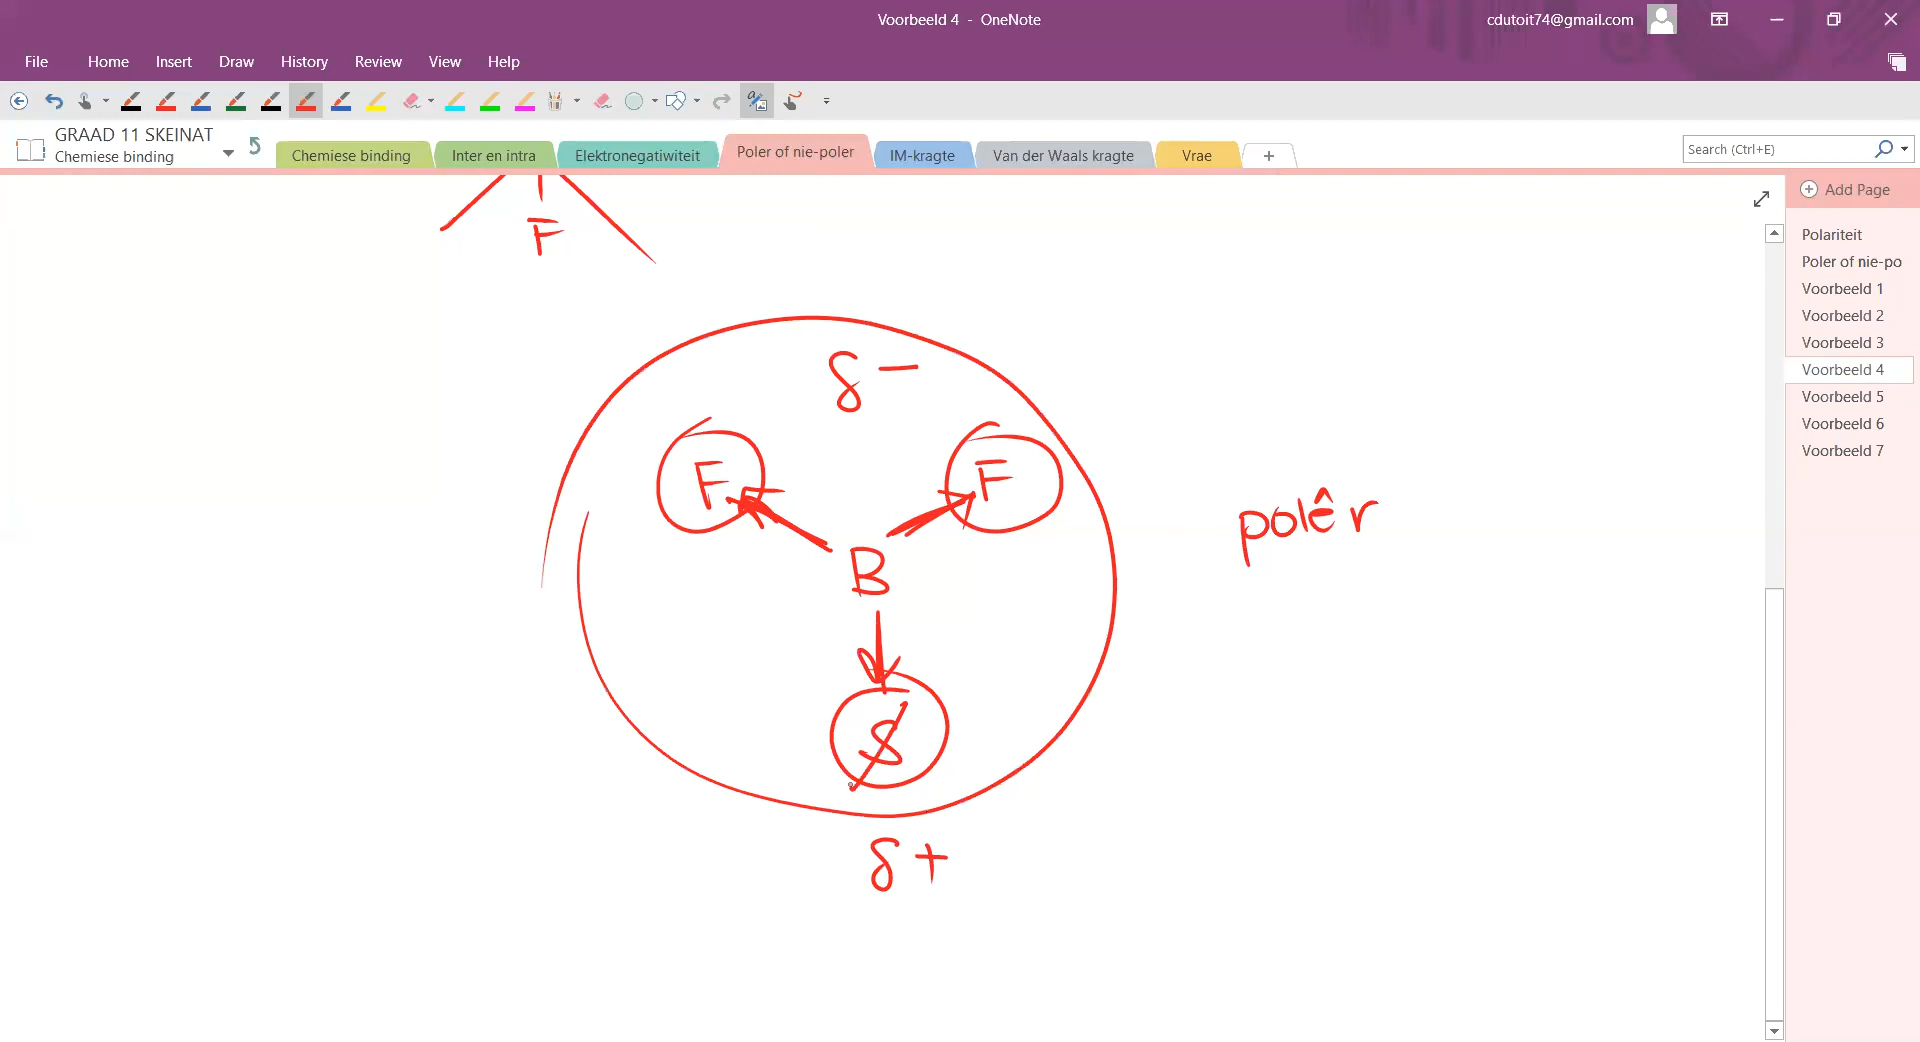 Voorbeeld 4 - OneNote
cdutoit74@gmail.com
File Home Insert Draw History Review View Help
GRAAD 11 SKEINAT
Chemiese binding
Chemiese binding Inter en intra Elektronegatiwiteit Poler of nie-poler IM-kragte Van der Waals kragte Vrae +
Search (Ctrl+E)
Add Page
Polariteit
Poler of nie-po
Voorbeeld 1
Voorbeeld 2
Voorbeeld 3
Voorbeeld 4
Voorbeeld 5
Voorbeeld 6
Voorbeeld 7
F
δ −
F F
polêr
B
S
δ +